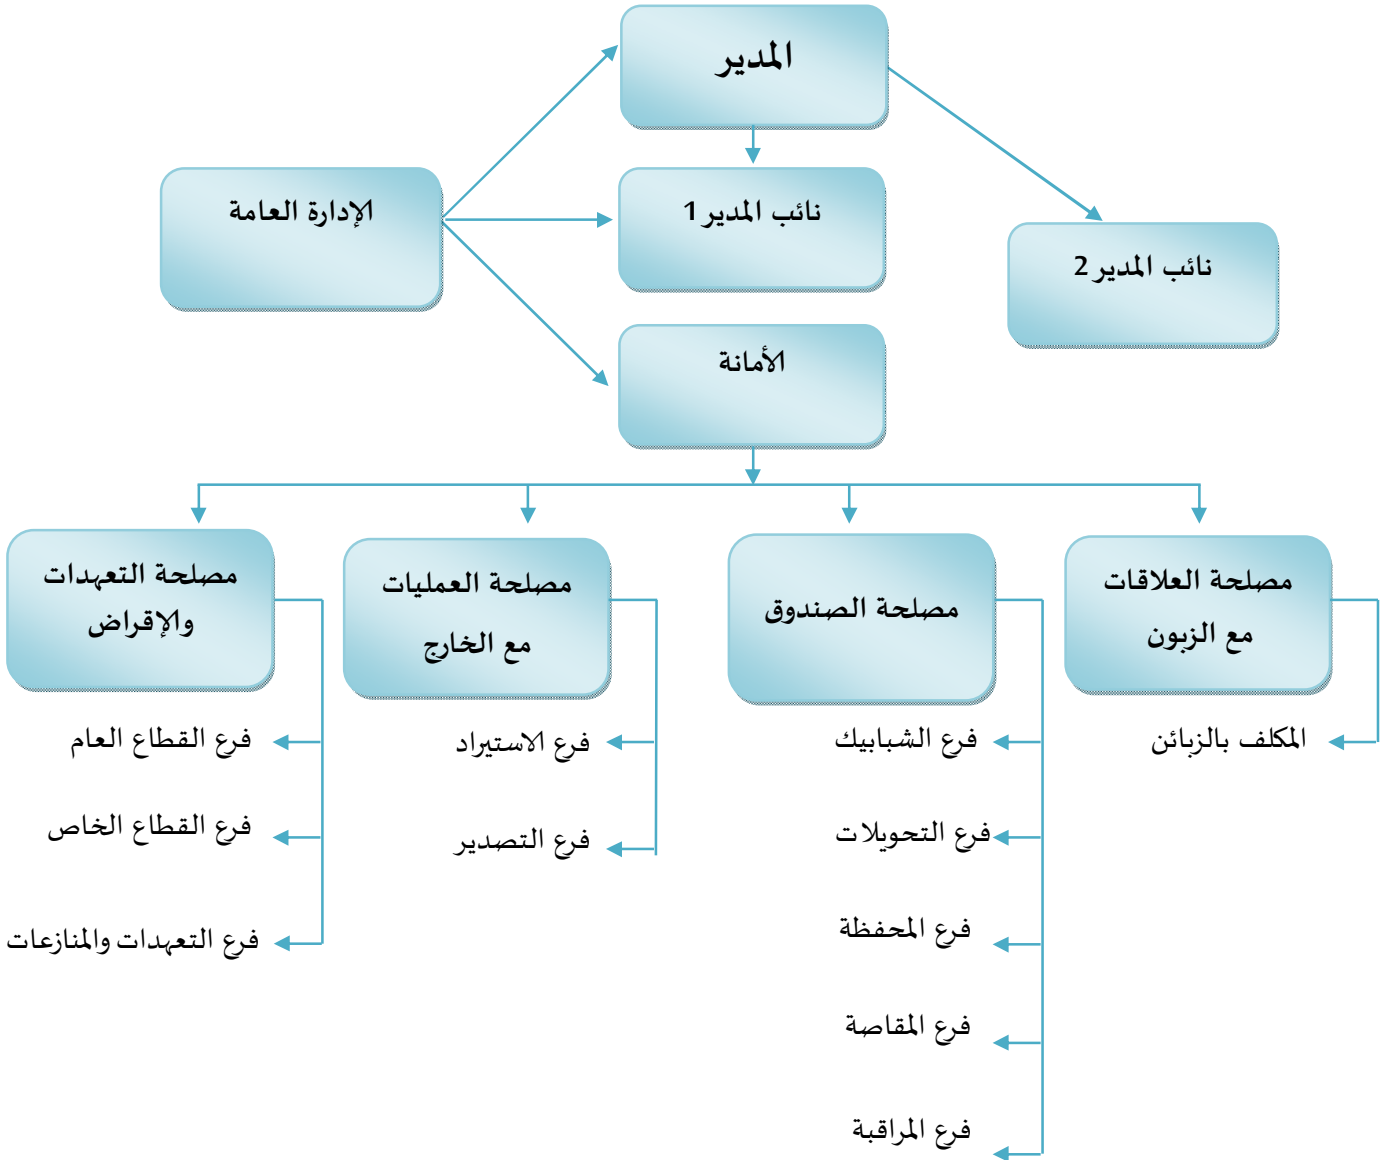 المدير
الإدارة العامة
نائب المدير 1
نائب المدير 2
الأمانة
مصلحة العلاقات
مع الزبون
مصلحة الصندوق
مصلحة العمليات
مع الخارج
مصلحة التعهدات
والإقراض
المكلف بالزبائن
فرع الشبابيك
فرع التحويلات
فرع المحفظة
فرع المقاصة
فرع المراقبة
فرع الاستيراد
فرع التصدير
فرع القطاع العام
فرع القطاع الخاص
فرع التعهدات والمنازعات